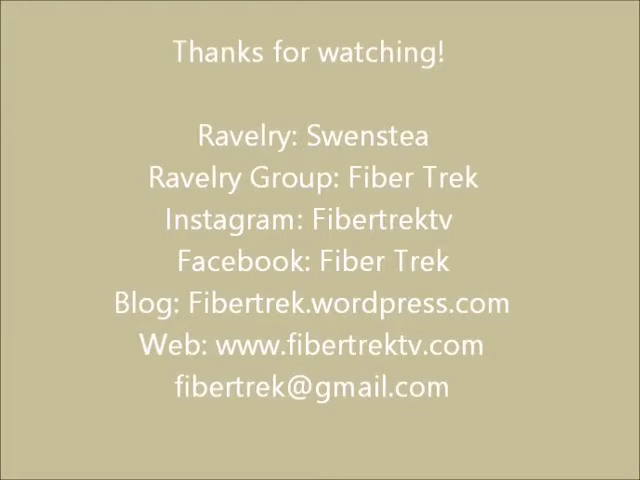 Thanks for watching!
Ravelry: Swenstea
Ravelry Group: Fiber Trek
Instagram: Fibertrektv
Facebook: Fiber Trek
Blog: Fibertrek.wordpress.com
Web: www.fibertrektv.com
fibertrek@gmail.com